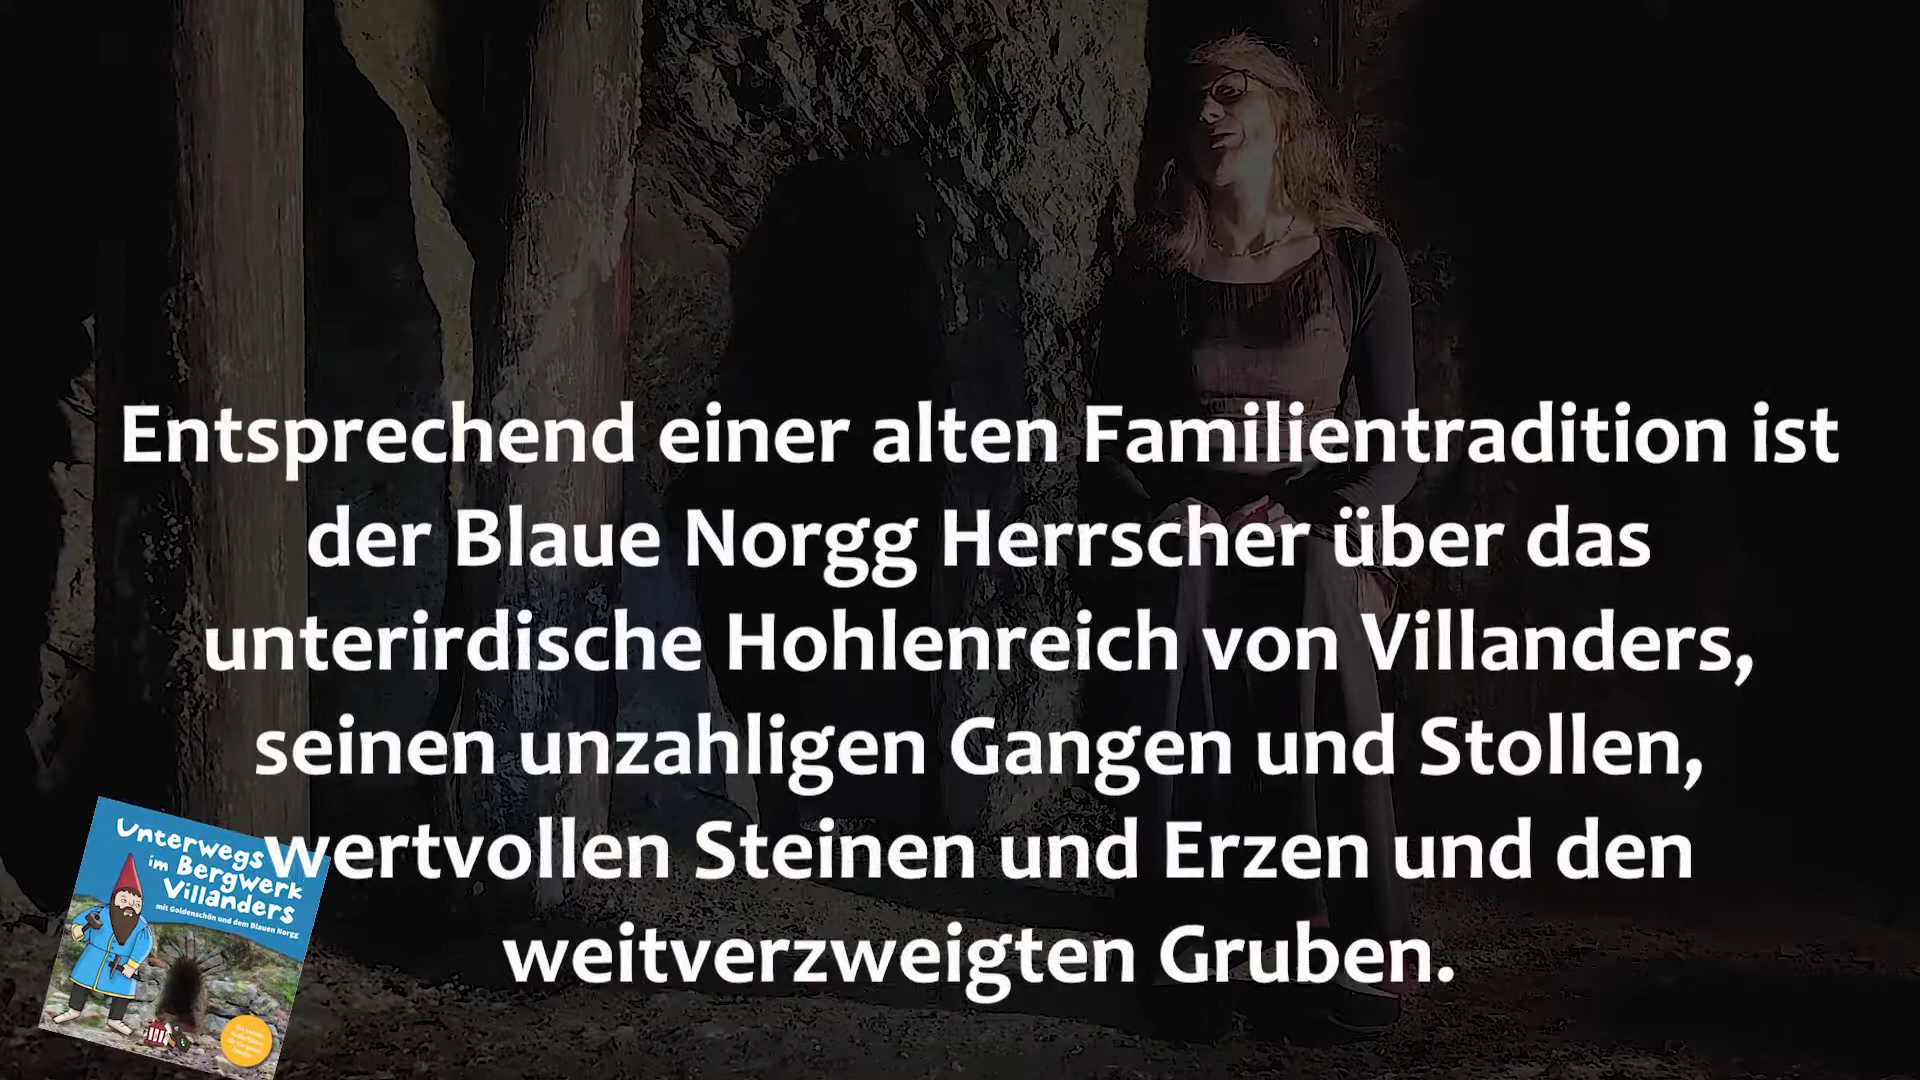 Entsprechend einer alten Familientradition ist
der Blaue Norgg Herrscher über das
unterirdische Hohlenreich von Villanders,
seinen unzahligen Gangen und Stollen,
wertvollen Steinen und Erzen und den
weitverzweigten Gruben.
Unterwegs
im Bergwerk
Villanders
mit Goldenschön und dem Blauen Norgg